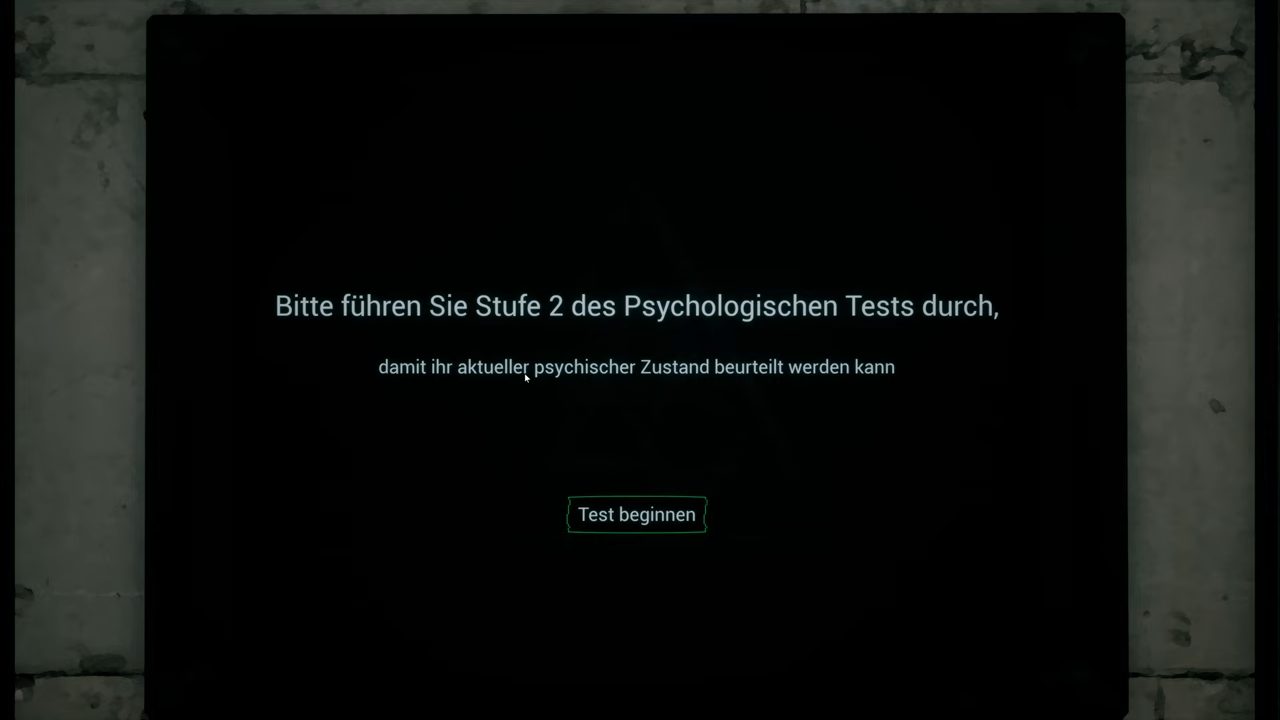 Bitte führen Sie Stufe 2 des Psychologischen Tests durch,
damit ihr aktueller psychischer Zustand beurteilt werden kann
Test beginnen